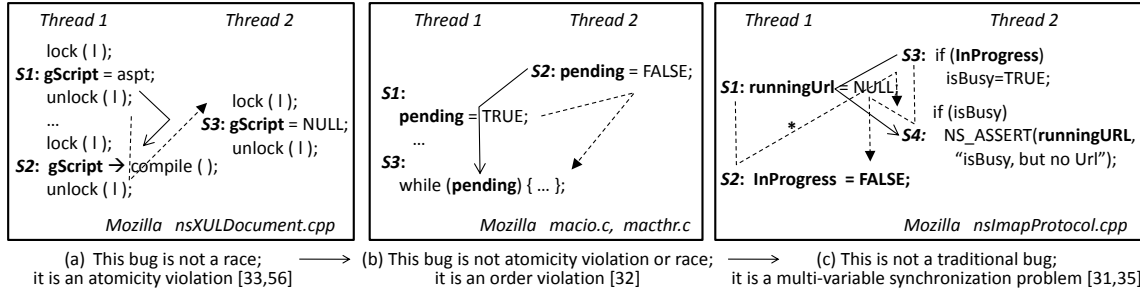 Thread 1 Thread 2
lock ( l );
S1: gScript = aspt;
unlock ( l );
...
lock ( l );
S2: gScript → compile ( );
unlock ( l );
lock ( l );
S3: gScript = NULL;
unlock ( l );
Mozilla nsXULDocument.cpp
(a) This bug is not a race;
it is an atomicity violation [33,56]
Thread 1 Thread 2
S2: pending = FALSE;
S1:
pending = TRUE;
...
S3:
while (pending) { ... };
Mozilla macio.c, macthr.c
(b) This bug is not atomicity violation or race;
it is an order violation [32]
Thread 1 Thread 2
S3: if (InProgress)
isBusy=TRUE;
S1: runningUrl = NULL;
*
if (isBusy)
S4: NS_ASSERT(runningURL,
“isBusy, but no Url”);
S2: InProgress = FALSE;
Mozilla nsImapProtocol.cpp
(c) This is not a traditional bug;
it is a multi-variable synchronization problem [31,35]